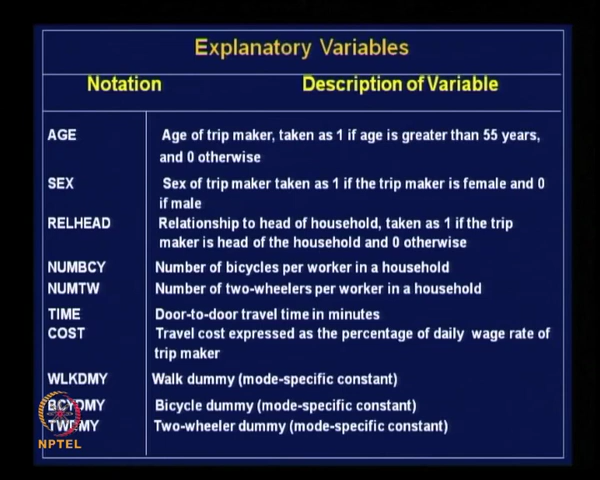 Explanatory Variables
Notation Description of Variable
AGE Age of trip maker, taken as 1 if age is greater than 55 years,
and 0 otherwise
SEX Sex of trip maker taken as 1 if the trip maker is female and 0
if male
RELHEAD Relationship to head of household, taken as 1 if the trip
maker is head of the household and 0 otherwise
NUMBCY Number of bicycles per worker in a household
NUMTW Number of two-wheelers per worker in a household
TIME Door-to-door travel time in minutes
COST Travel cost expressed as the percentage of daily wage rate of
trip maker
WLKDMY Walk dummy (mode-specific constant)
BCYDMY Bicycle dummy (mode-specific constant)
TWDMY Two-wheeler dummy (mode-specific constant)
NPTEL